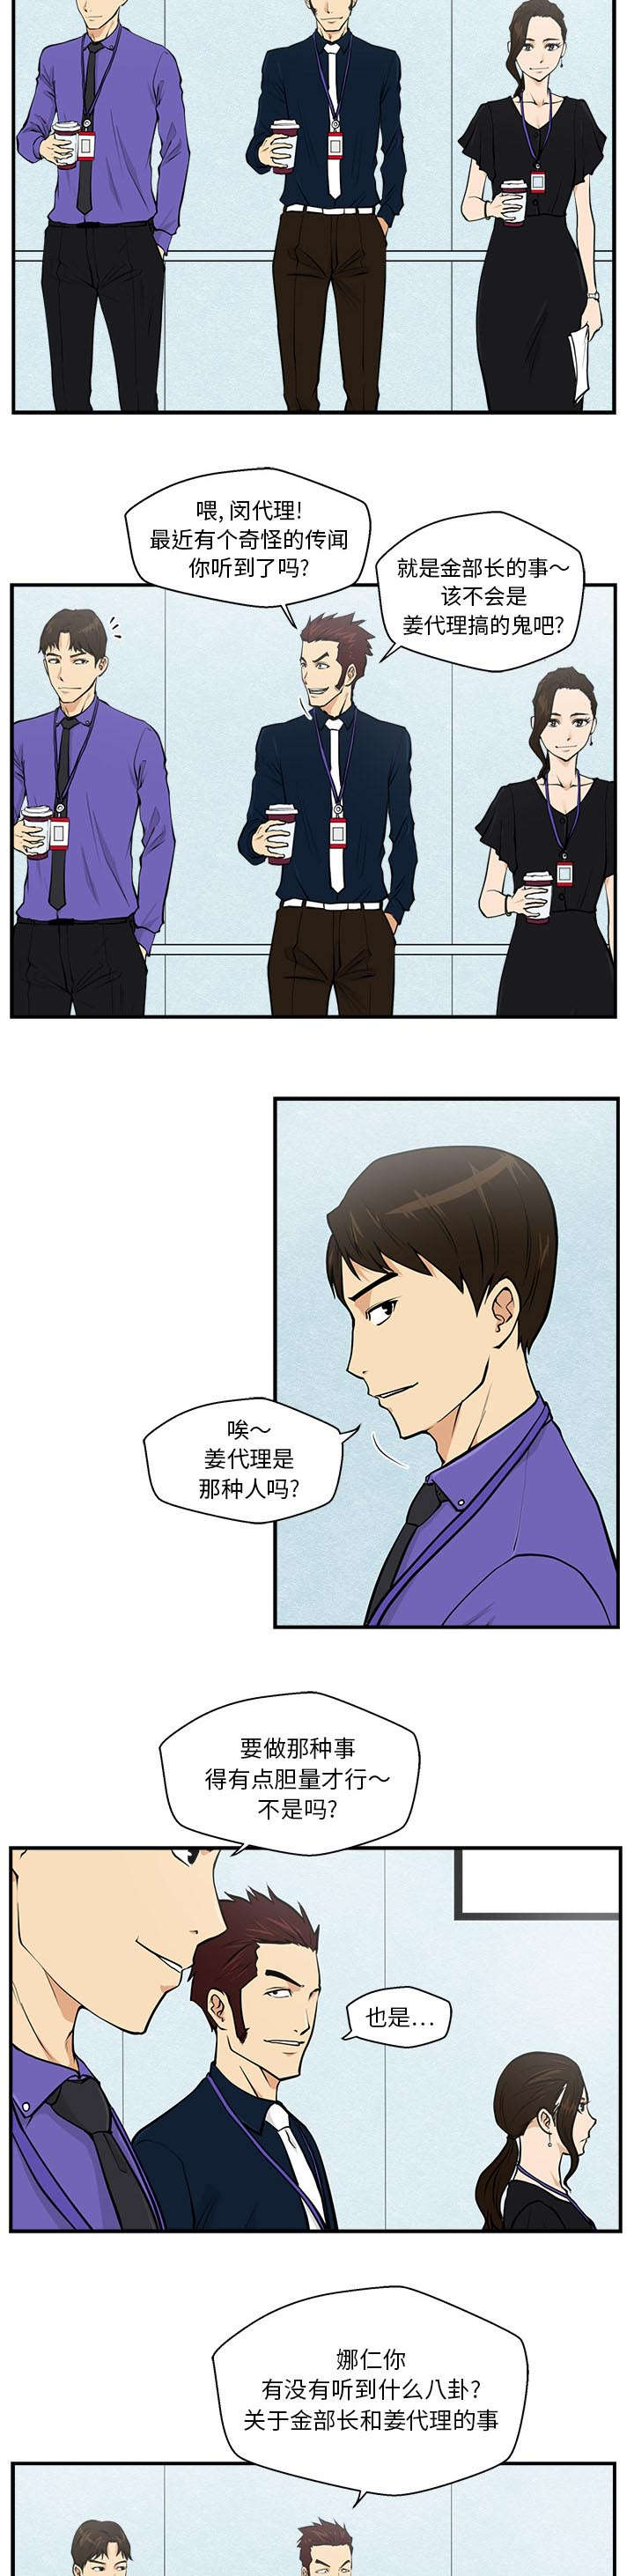 喂,闵代理!
最近有个奇怪的传闻
你听到了吗?
就是金部长的事～
该不会是
姜代理搞的鬼吧?
唉～
姜代理是
那种人吗?
要做那种事
得有点胆量才行～
不是吗?
也是...
娜仁你
有没有听到什么八卦?
关于金部长和姜代理的事